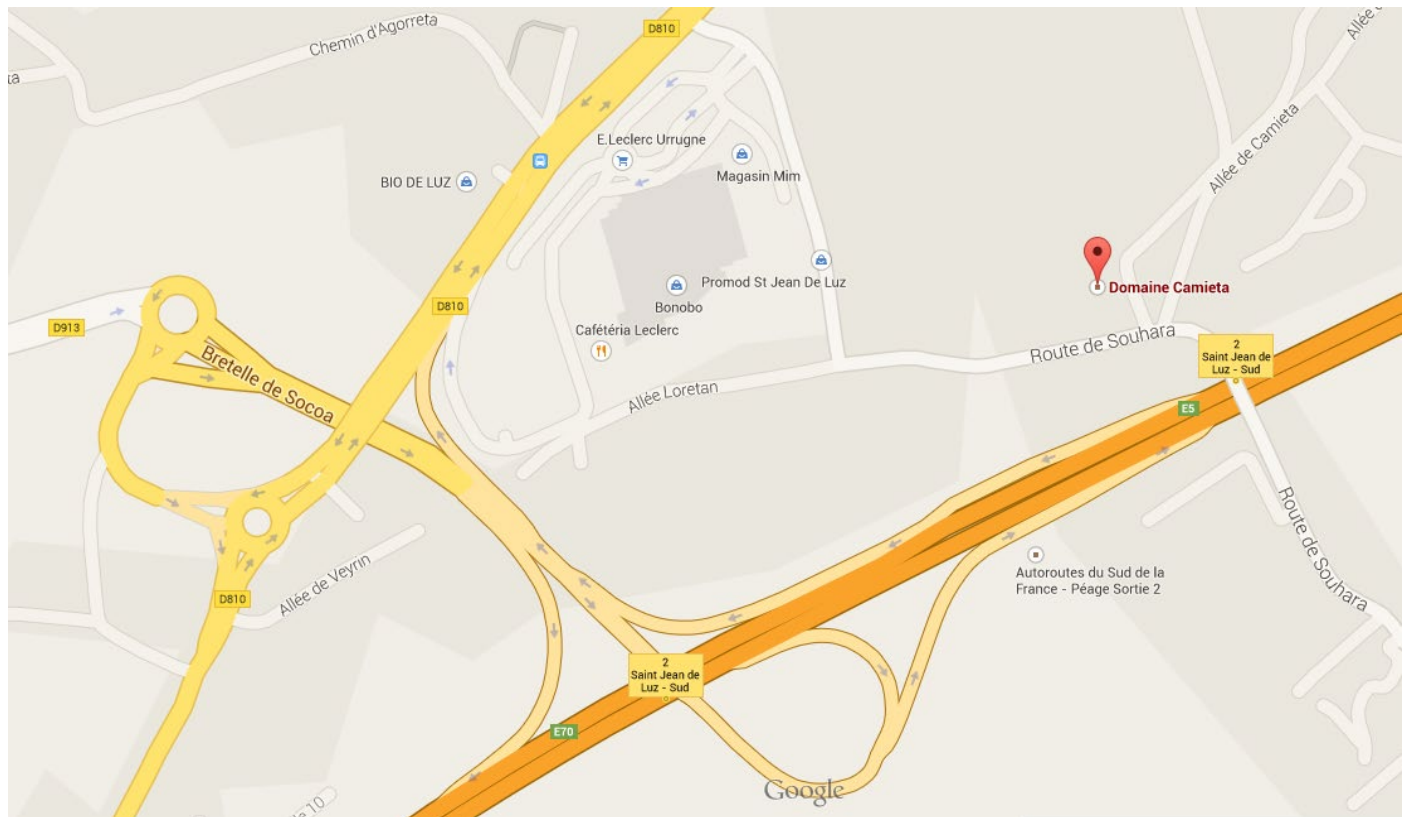 D810
Allée d
Chemin d'Agorreta
ta
E.Leclerc Urrugne
Allée de Camieta
BIO DE LUZ
Magasin Mim
Promod St Jean De Luz
Domaine Camieta
Bonobo
D810
D913
Cafétéria Leclerc
Route de Souhara
Bretelle de Socoa
2
Saint Jean de
Luz - Sud
Allée Loretan
E5
Route de Souhara
Autoroutes du Sud de la
France - Péage Sortie 2
Allée de Veyrin
D810
2
Saint Jean de
Luz - Sud
E70
Google